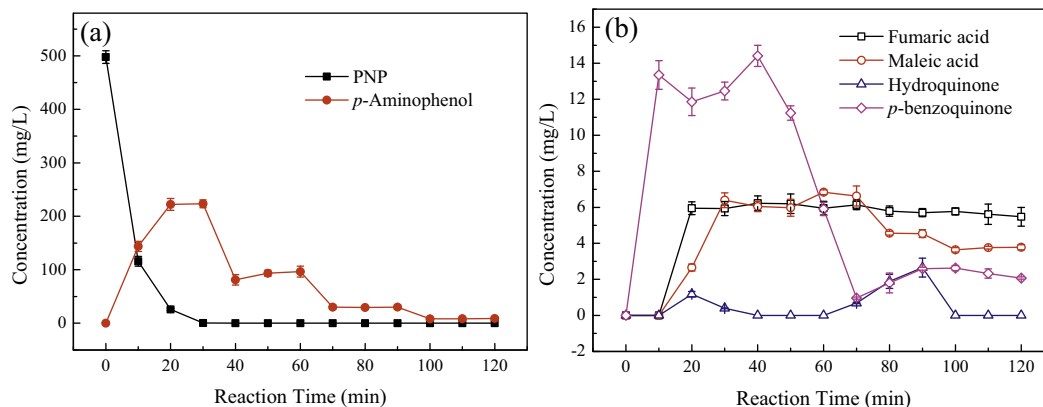 (a)
PNP
p-Aminophenol
Concentration (mg/L)
500
400
300
200
100
0
0 20 40 60 80 100 120
Reaction Time (min)
(b)
Fumaric acid
Maleic acid
Hydroquinone
p-benzoquinone
Concentration (mg/L)
16
14
12
10
8
6
4
2
0
-2
0 20 40 60 80 100 120
Reaction Time (min)